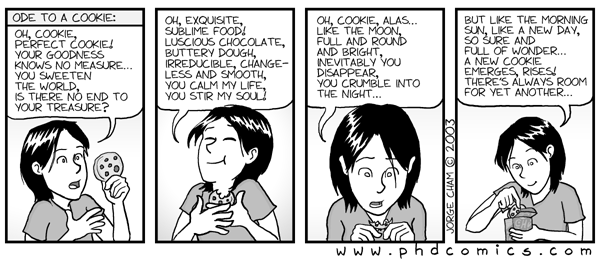 ODE TO A COOKIE:
OH, COOKIE,
PERFECT COOKIE!
YOUR GOODNESS
KNOWS NO MEASURE...
YOU SWEETEN
THE WORLD,
IS THERE NO END TO
YOUR TREASURE?
OH, EXQUISITE,
SUBLIME FOOD!
LUSCIOUS CHOCOLATE,
BUTTERY DOUGH,
IRREDUCIBLE, CHANGE-
LESS AND SMOOTH,
YOU CALM MY LIFE,
YOU STIR MY SOUL!
OH, COOKIE, ALAS...
LIKE THE MOON,
FULL AND ROUND
AND BRIGHT,
INEVITABLY YOU
DISAPPEAR,
YOU CRUMBLE INTO
THE NIGHT...
BUT LIKE THE MORNING
SUN, LIKE A NEW DAY,
SO SURE AND
FULL OF WONDER...
A NEW COOKIE
EMERGES, RISES!
THERE'S ALWAYS ROOM
FOR YET ANOTHER...
JORGE CHAM © 2003
www.phdcomics.com